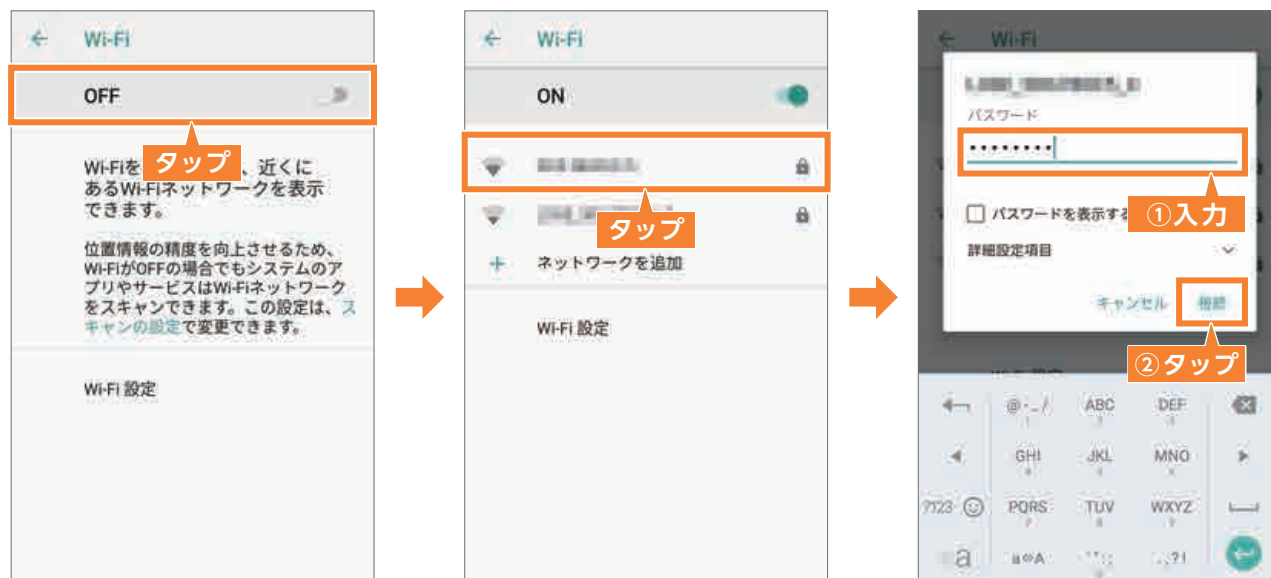 Wi-Fi
OFF
タップ
Wi-Fiを 、近くに
あるWi-Fiネットワークを表示
できます。
位置情報の精度を向上させるため、
Wi-FiがOFFの場合でもシステムのア
プリやサービスはWi-Fiネットワーク
をスキャンできます。この設定は、ス
キャンの設定で変更できます。
Wi-Fi 設定
Wi-Fi
ON
タップ
ネットワークを追加
Wi-Fi 設定
Wi-Fi
パスワード
••••••••
パスワードを表示する
①入力
詳細設定項目
キャンセル 接続
②タップ
@-_/ ABC DEF
GHI JKL MNO
?123 PQRS TUV WXYZ
a a⇔A .,?!